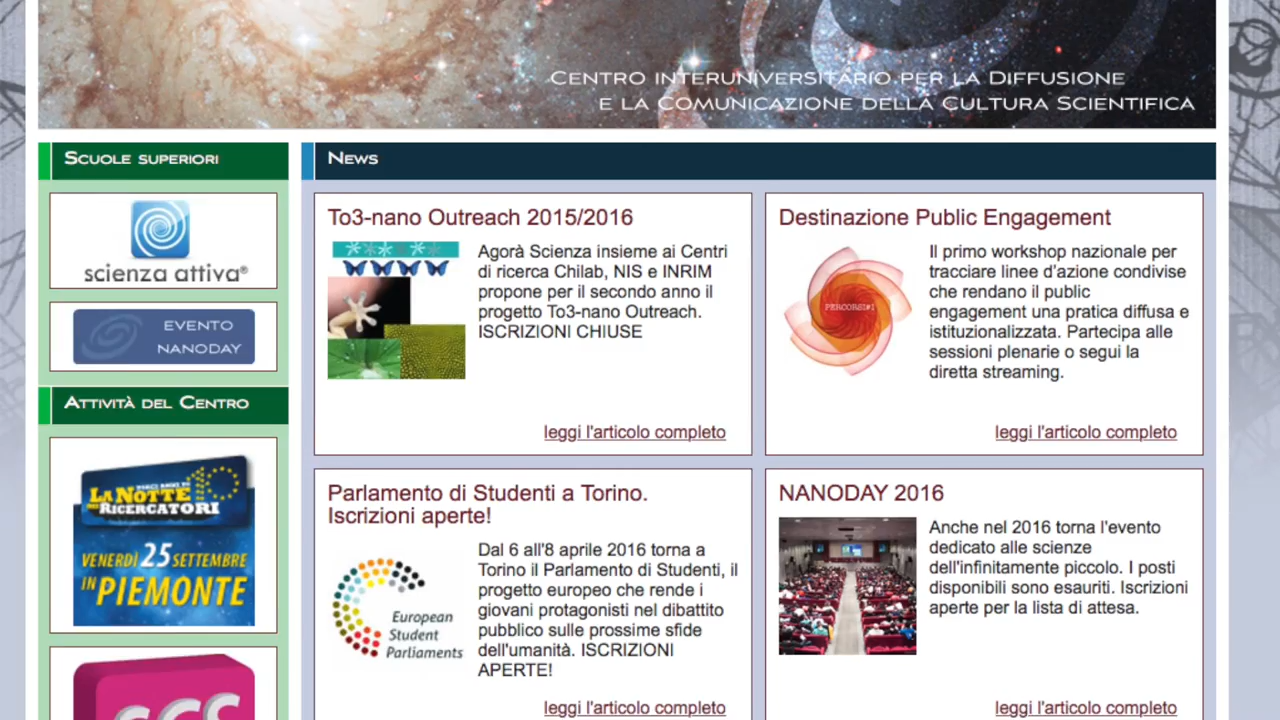 CENTRO INTERUNIVERSITARIO PER LA DIFFUSIONE
E LA COMUNICAZIONE DELLA CULTURA SCIENTIFICA
SCUOLE SUPERIORI
scienza attiva®
EVENTO
NANODAY
ATTIVITÀ DEL CENTRO
DIECI ANNI DI
LA NOTTE 10
DEI RICERCATORI
VENERDÌ 25 SETTEMBRE
IN PIEMONTE
NEWS
To3-nano Outreach 2015/2016
Agorà Scienza insieme ai Centri
di ricerca Chilab, NIS e INRIM
propone per il secondo anno il
progetto To3-nano Outreach.
ISCRIZIONI CHIUSE
leggi l'articolo completo
Destinazione Public Engagement
PERCORSI#1
Il primo workshop nazionale per
tracciare linee d'azione condivise
che rendano il public
engagement una pratica diffusa e
istituzionalizzata. Partecipa alle
sessioni plenarie o segui la
diretta streaming.
leggi l'articolo completo
Parlamento di Studenti a Torino.
Iscrizioni aperte!
European
Student
Parliaments
Dal 6 all'8 aprile 2016 torna a
Torino il Parlamento di Studenti, il
progetto europeo che rende i
giovani protagonisti nel dibattito
pubblico sulle prossime sfide
dell'umanità. ISCRIZIONI
APERTE!
leggi l'articolo completo
NANODAY 2016
Anche nel 2016 torna l'evento
dedicato alle scienze
dell'infinitamente piccolo. I posti
disponibili sono esauriti. Iscrizioni
aperte per la lista di attesa.
leggi l'articolo completo